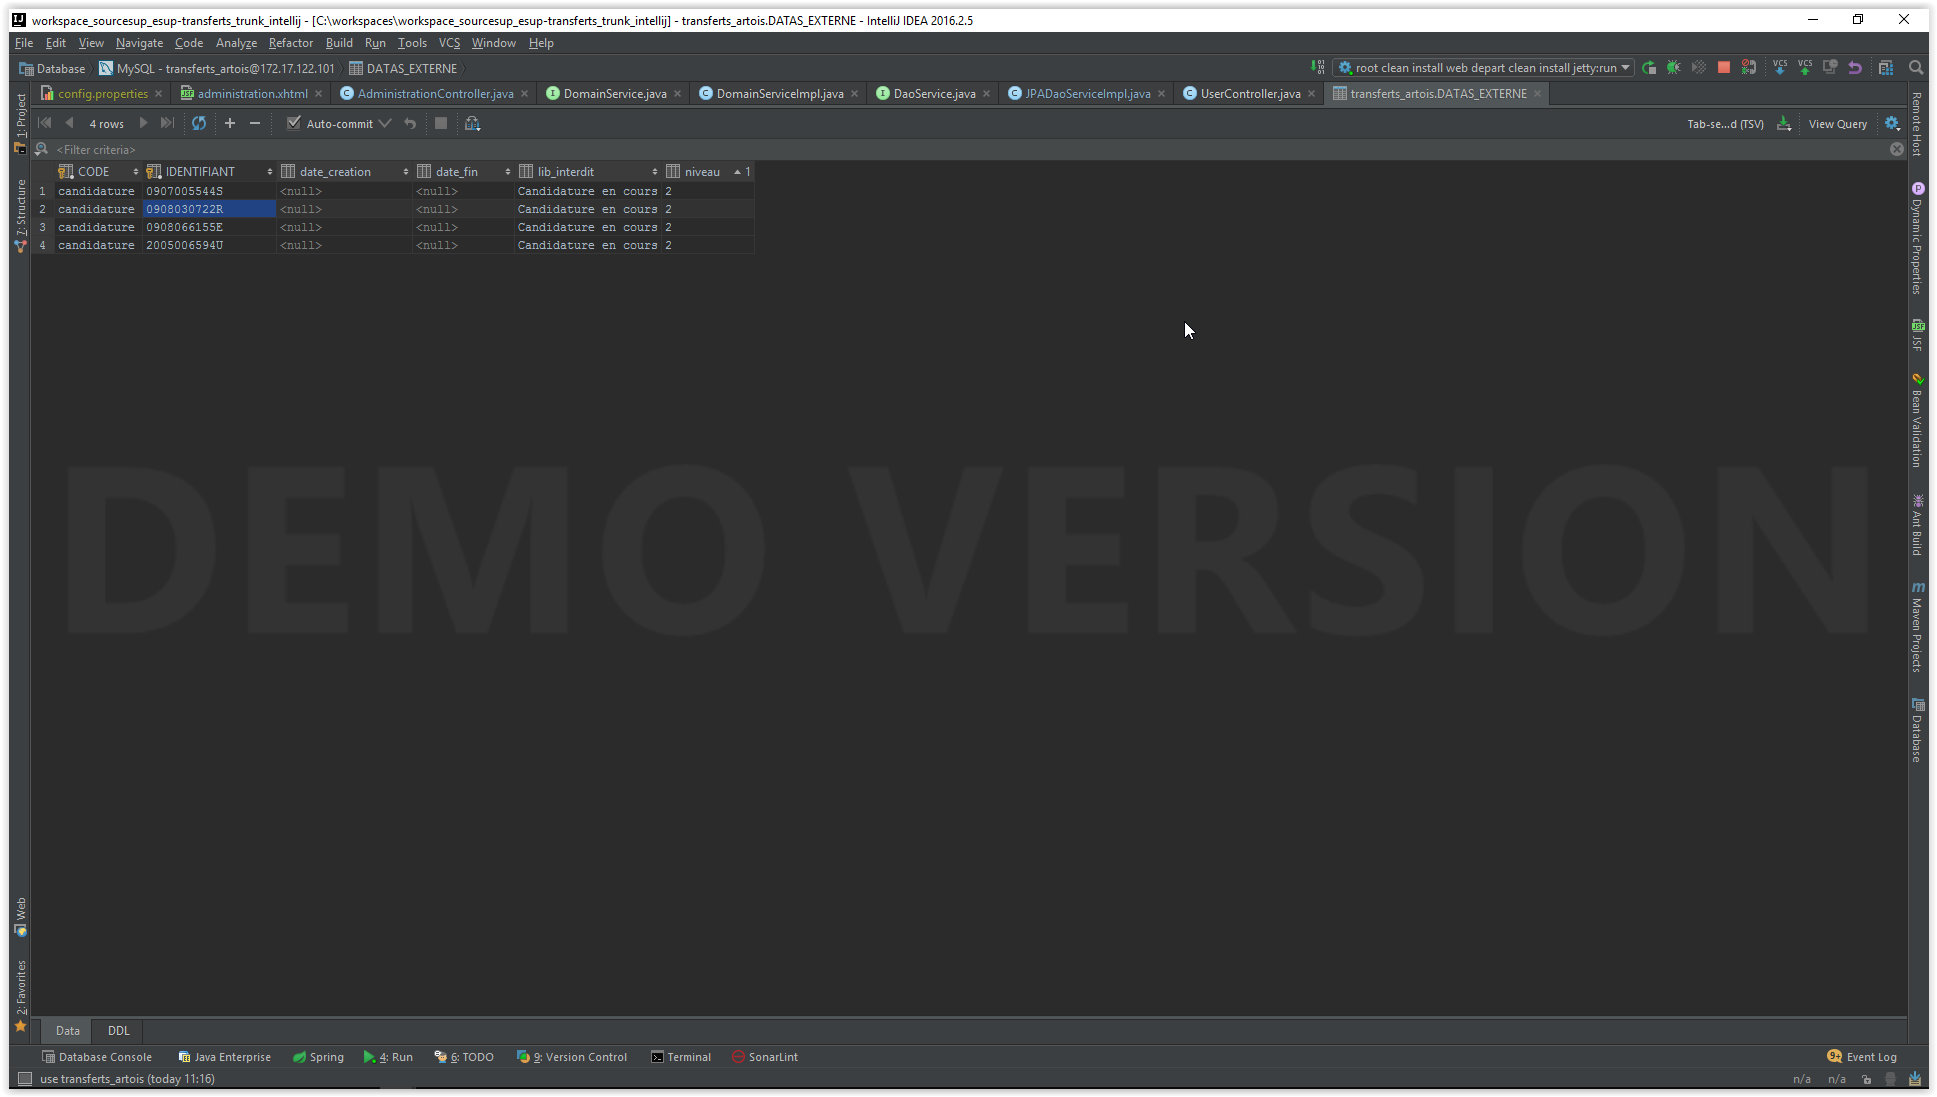 workspace_sourcesup_esup-transferts_trunk_intellij - [C:\workspaces\workspace_sourcesup_esup-transferts_trunk_intellij] - transferts_artois.DATAS_EXTERNE - IntelliJ IDEA 2016.2.5
File Edit View Navigate Code Analyze Refactor Build Run Tools VCS Window Help
Database MySQL - transferts_artois@172.17.122.101 DATAS_EXTERNE root clean install web depart clean install jetty:run VCS VCS
config.properties administration.xhtml AdministrationController.java DomainService.java DomainServiceImpl.java DaoService.java JPADaoServiceImpl.java UserController.java transferts_artois.DATAS_EXTERNE
4 rows Auto-commit Tab-se...d (TSV) View Query
<Filter criteria>
CODE IDENTIFIANT date_creation date_fin lib_interdit niveau 1
1 candidature 0907005544S <null> <null> Candidature en cours 2
2 candidature 0908030722R <null> <null> Candidature en cours 2
3 candidature 0908066155E <null> <null> Candidature en cours 2
4 candidature 2005006594U <null> <null> Candidature en cours 2
DEMO VERSION
1: Project
7: Structure
Web
2: Favorites
Remote Host
Dynamic Properties
JSF
Bean Validation
Ant Build
Maven Projects
Database
Data DDL
Database Console Java Enterprise Spring 4: Run 6: TODO 9: Version Control Terminal SonarLint 9+ Event Log
use transferts_artois (today 11:16) n/a n/a